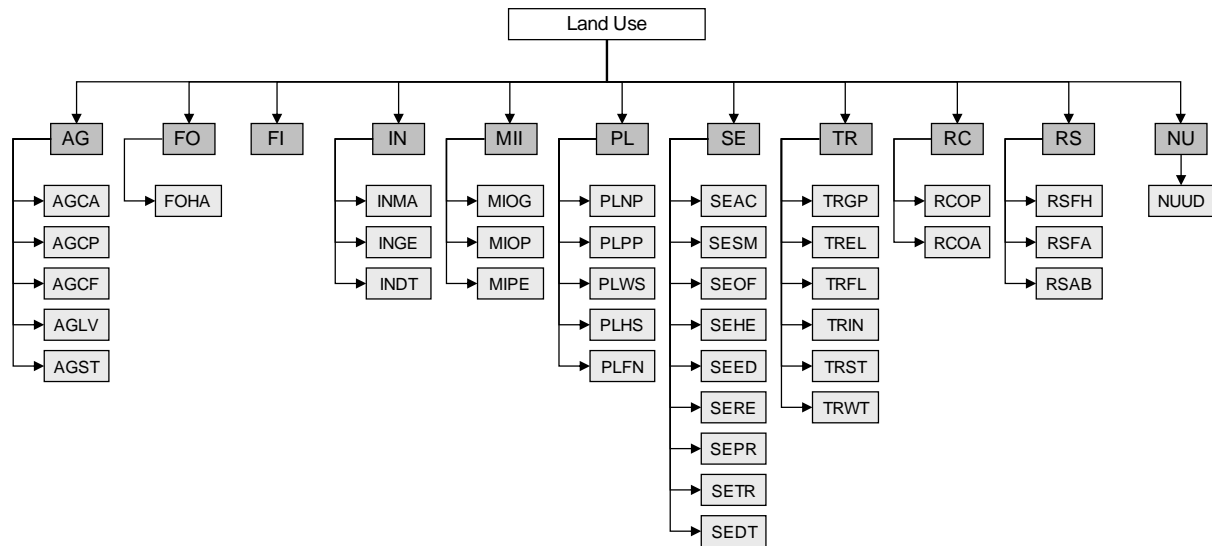 Land Use
AG FO FI IN MII PL SE TR RC RS NU
AGCA FOHA INMA MIOG PLNP SEAC TRGP RCOP RSFH NUUD
AGCP INGE MIOP PLPP SESM TREL RCOA RSFA
AGCF INDT MIPE PLWS SEOF TRFL RSAB
AGLV PLHS SEHE TRIN
AGST PLFN SEED TRST
SERE TRWT
SEPR
SETR
SEDT